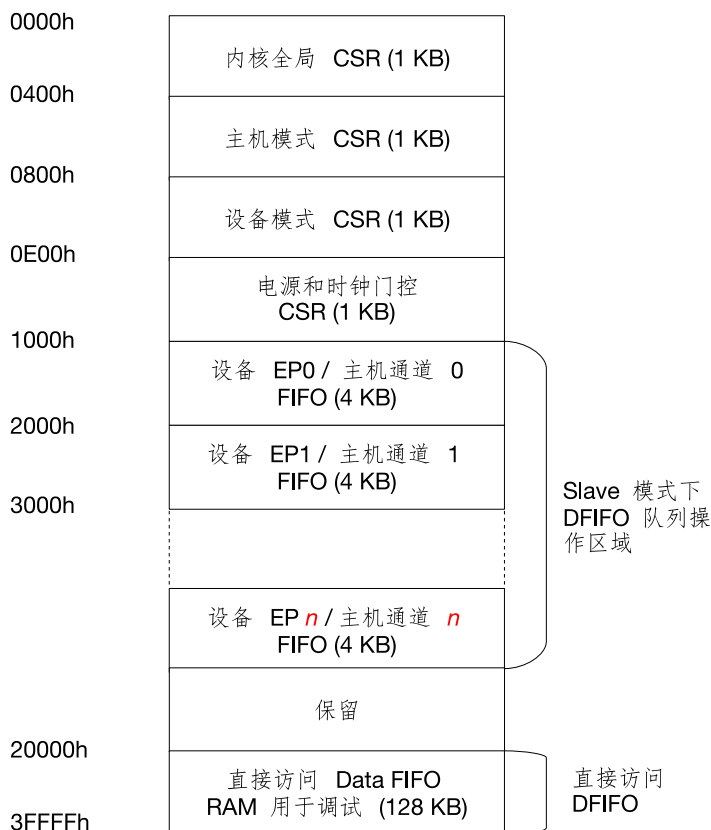 0000h
内核全局 CSR (1 KB)
0400h
主机模式 CSR (1 KB)
0800h
设备模式 CSR (1 KB)
0E00h
电源和时钟门控
CSR (1 KB)
1000h
设备 EP0 / 主机通道 0
FIFO (4 KB)
2000h
设备 EP1 / 主机通道 1
FIFO (4 KB)
3000h
Slave 模式下
DFIFO 队列操
作区域
设备 EP n / 主机通道 n
FIFO (4 KB)
保留
20000h
直接访问 Data FIFO
RAM 用于调试 (128 KB)
直接访问
DFIFO
3FFFFh